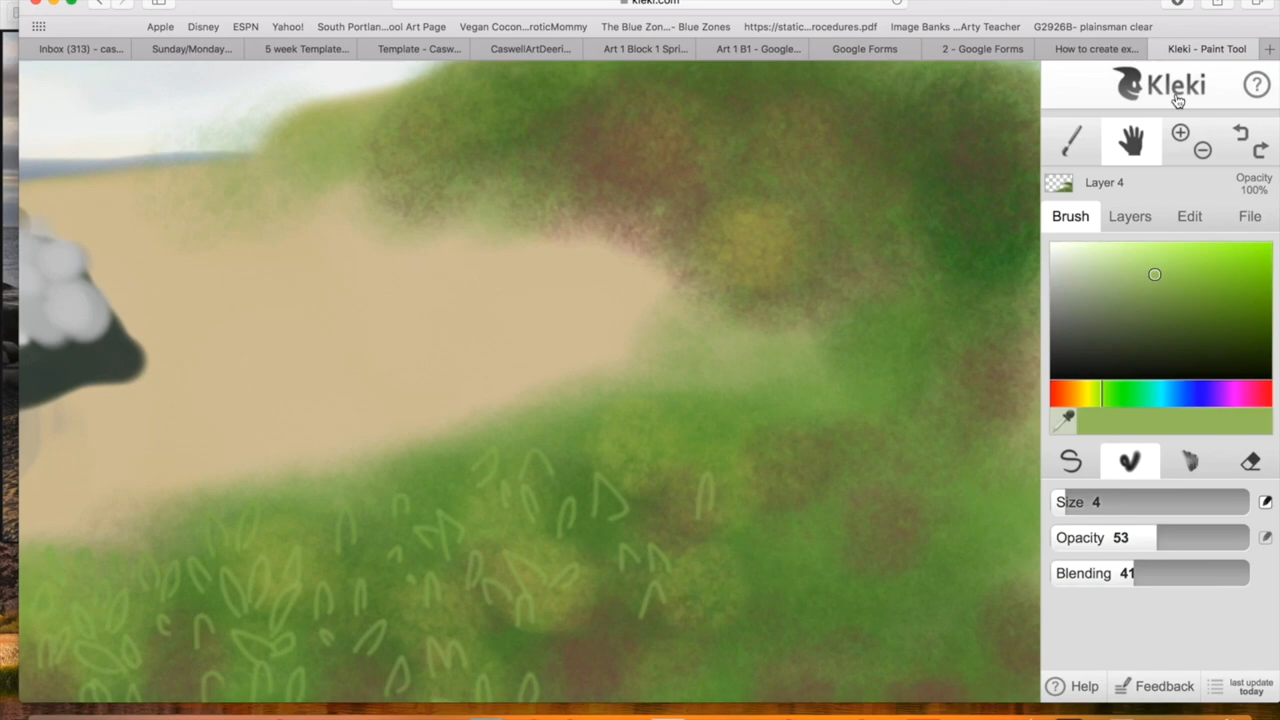 kleki.com
Apple Disney ESPN Yahoo! South Portlan...ool Art Page Vegan Cocon...roticMommy The Blue Zon...- Blue Zones https://static...rocedures.pdf Image Banks ...Arty Teacher G2926B- plainsman clear
Inbox (313) - cas... Sunday/Monday... 5 week Template... Template - Casw... CaswellArtDeeri... Art 1 Block 1 Spri... Art 1 B1 - Google... Google Forms 2 - Google Forms How to create ex... Kleki - Paint Tool
Kleki
Layer 4
Opacity
100%
Brush Layers Edit File
Size 4
Opacity 53
Blending 41
Help Feedback last update
today